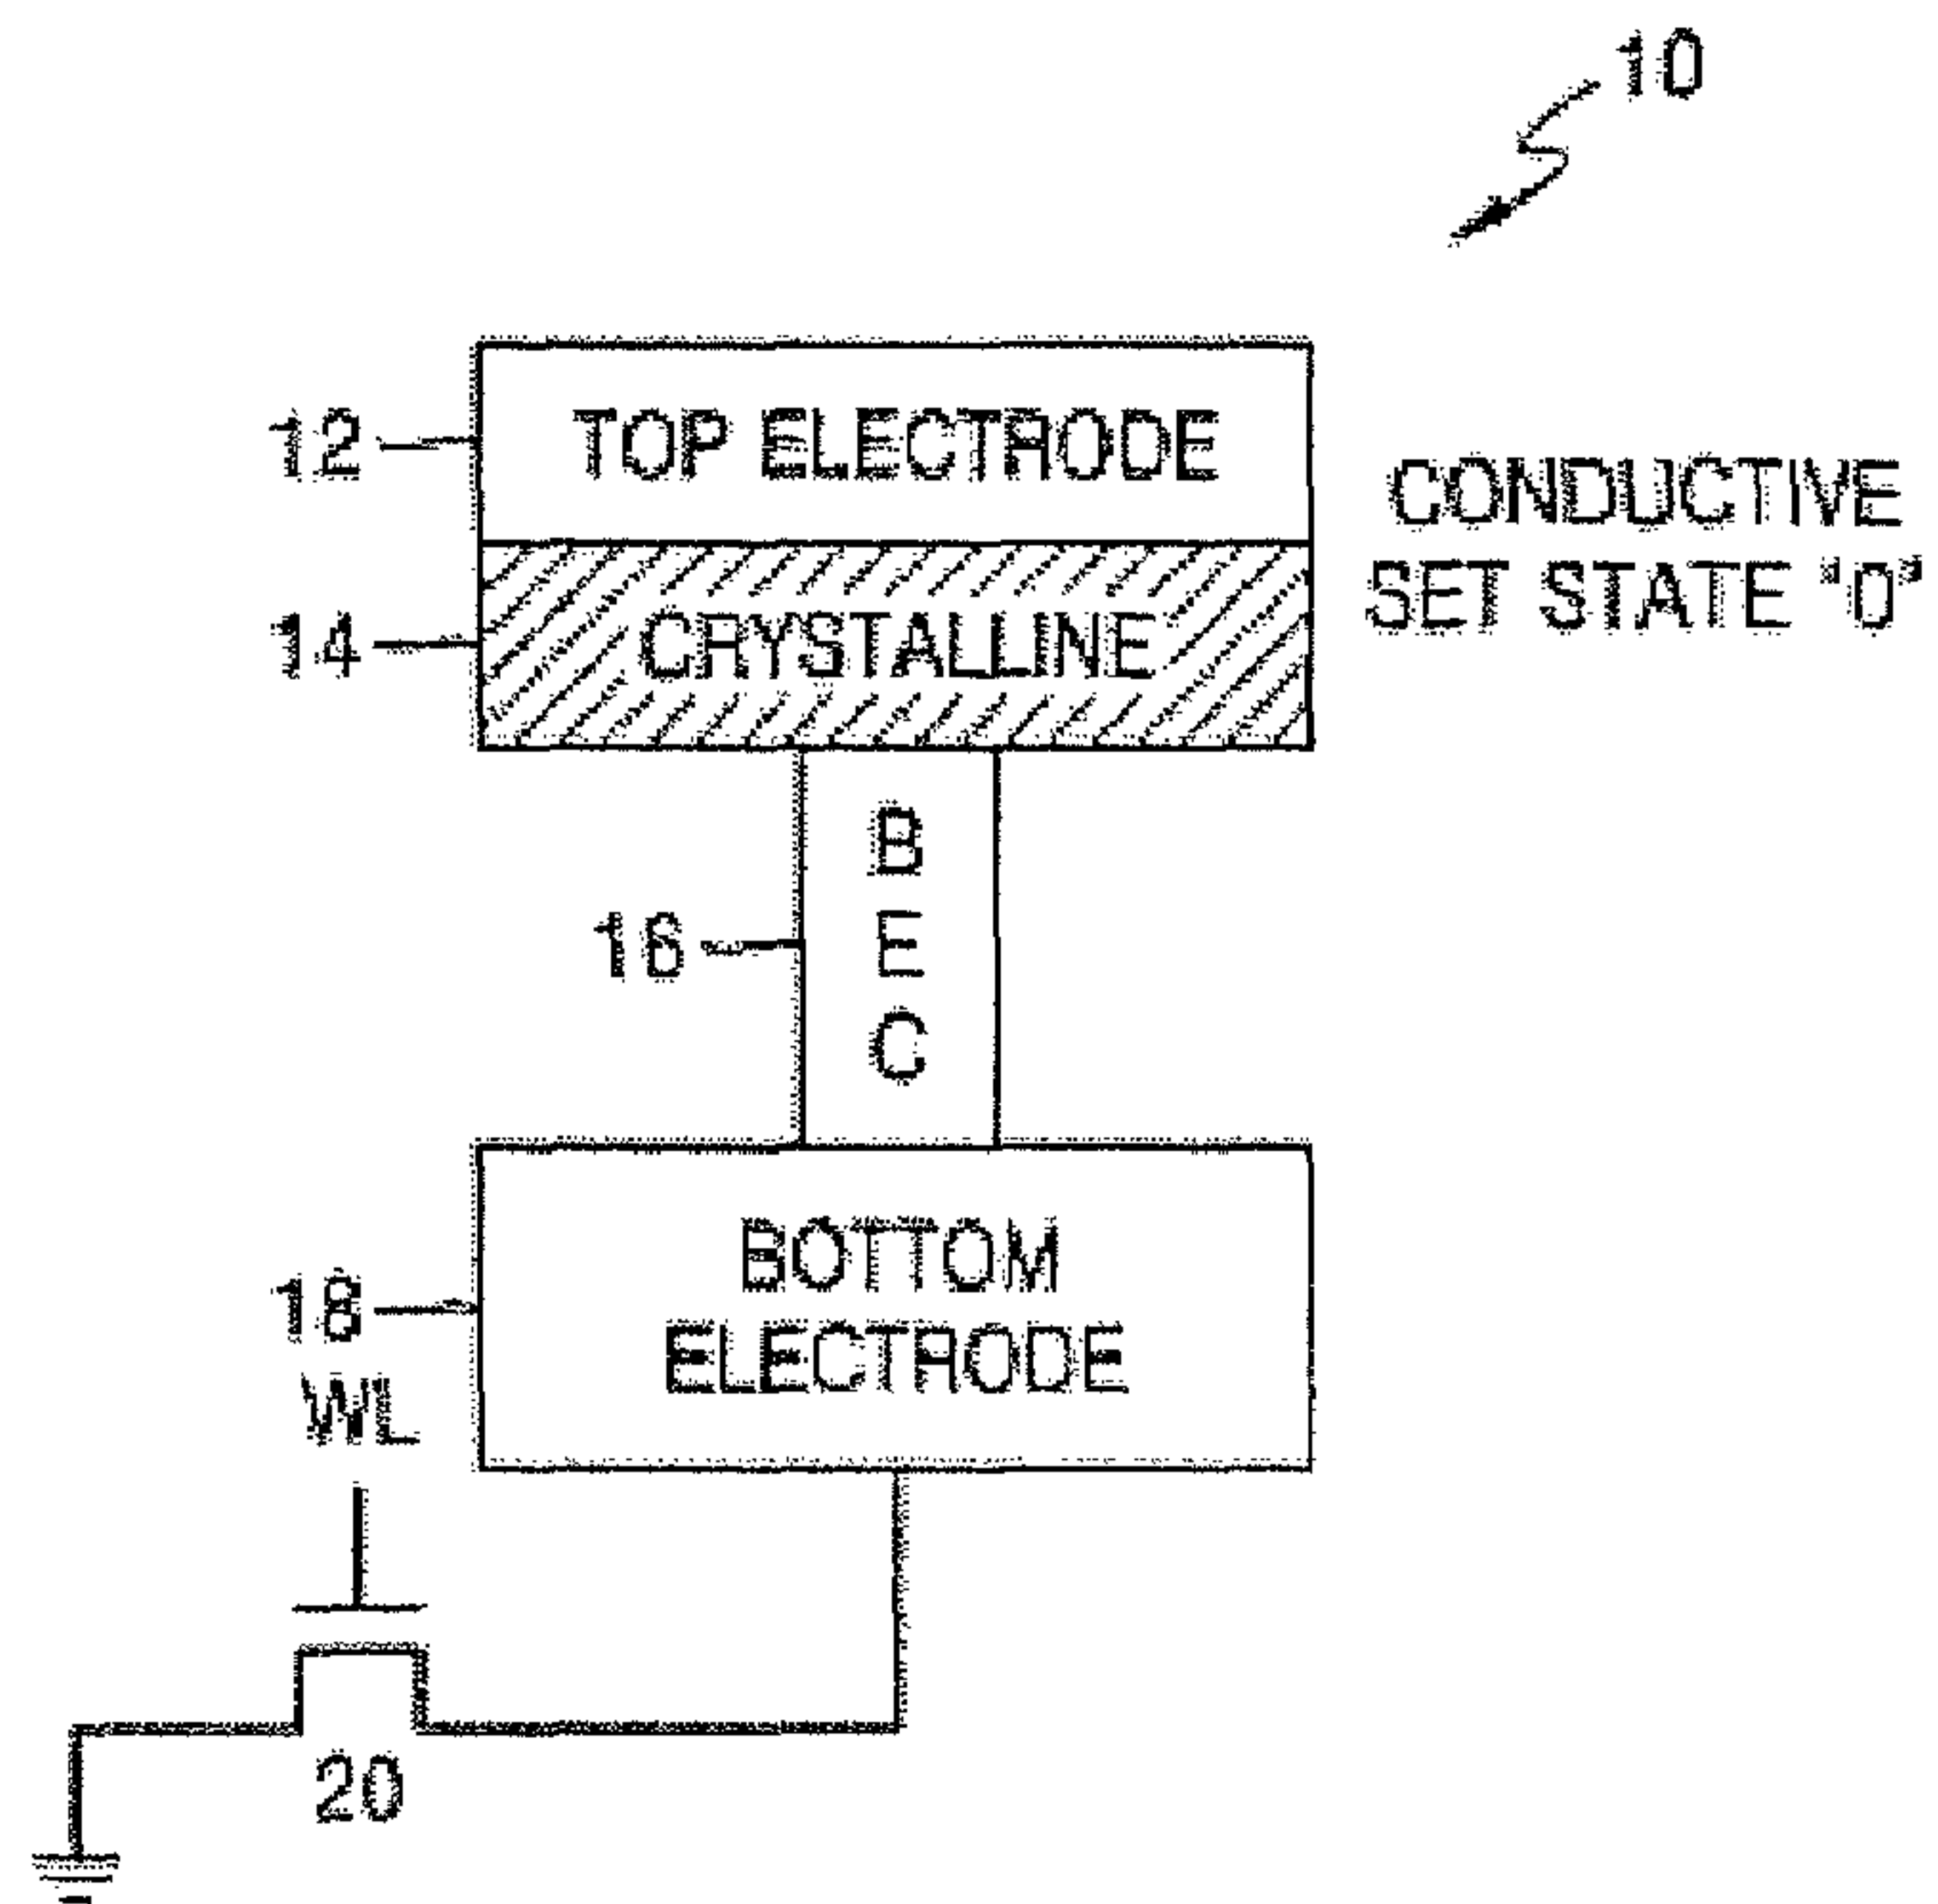 10
12
TOP ELECTRODE
CONDUCTIVE
SET STATE "0"
14
CRYSTALLINE
B
E
C
16
BOTTOM
ELECTRODE
18
WL
20